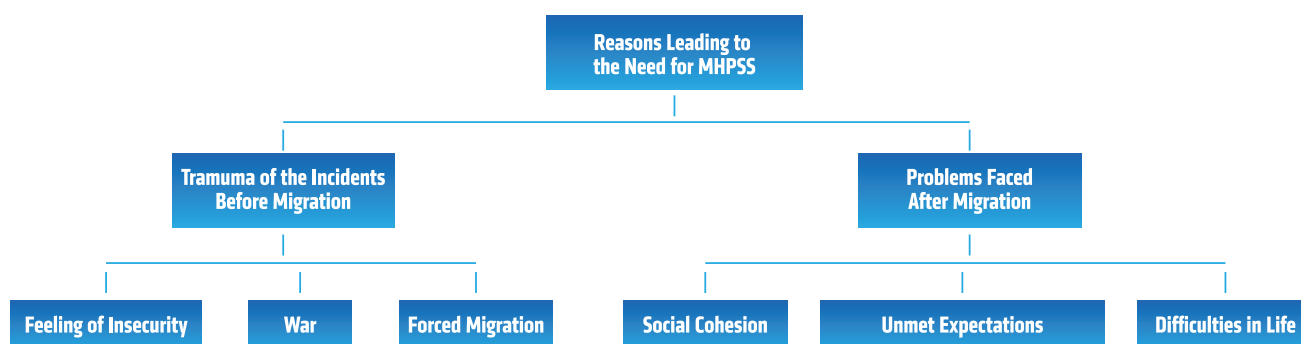 Reasons Leading to
the Need for MHPSS
Tramuma of the Incidents
Before Migration
Problems Faced
After Migration
Feeling of Insecurity
War
Forced Migration
Social Cohesion
Unmet Expectations
Difficulties in Life